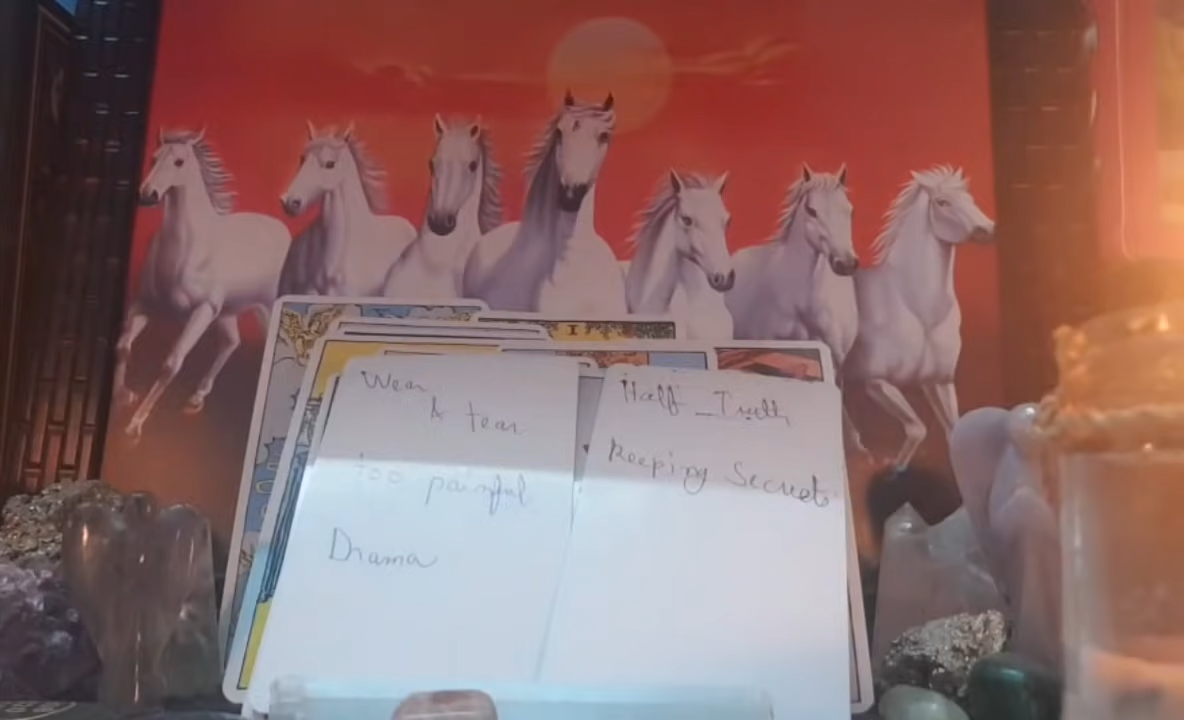 I
Wear
& tear
too painful
Drama
Half - Truth
Keeping Secrets